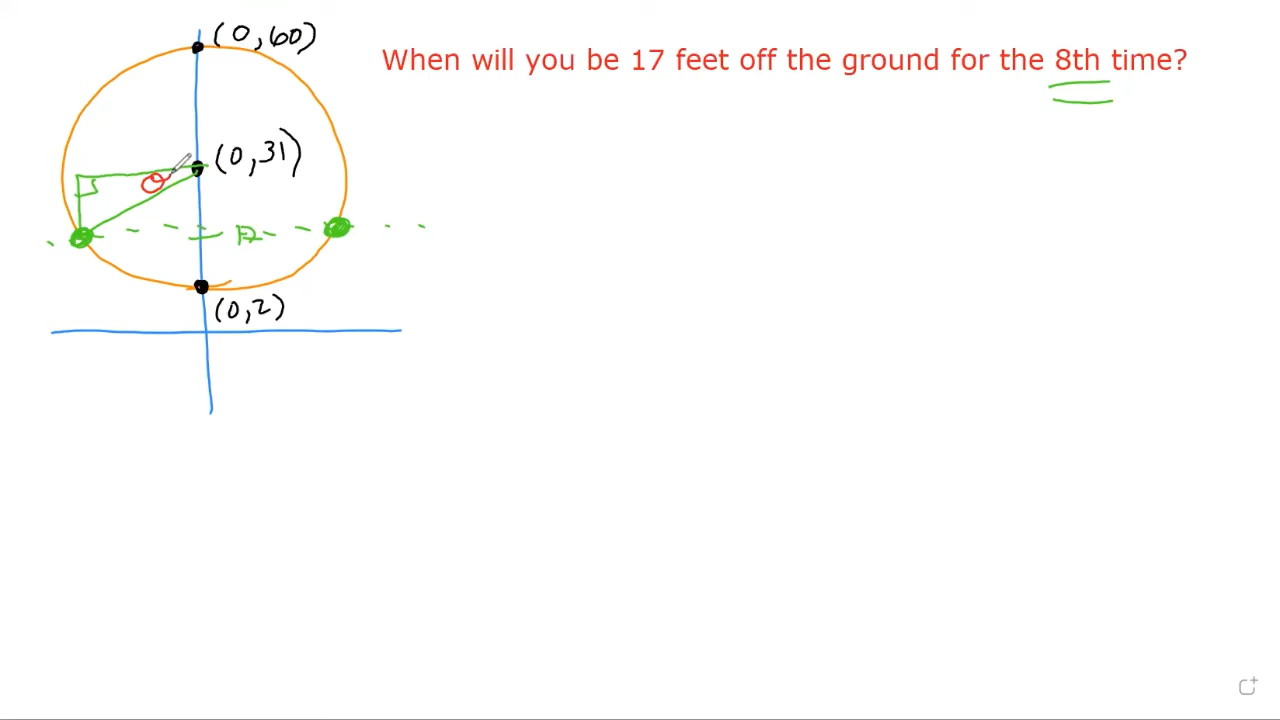 (0,60)
When will you be 17 feet off the ground for the 8th time?
(0,31)
θ
17
(0,2)